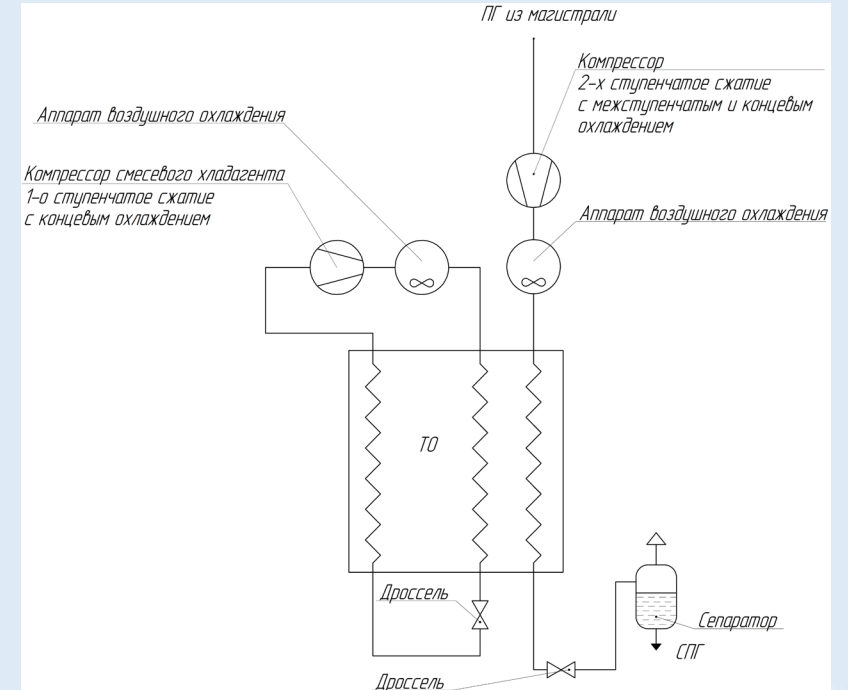 ПГ из магистрали
Компрессор
2-х ступенчатое сжатие
с межступенчатым и концевым
охлаждением
Аппарат воздушного охлаждения
Компрессор смесевого хладагента
1-о ступенчатое сжатие
с концевым охлаждением
Аппарат воздушного охлаждения
ТО
Дроссель
Сепаратор
СПГ
Дроссель